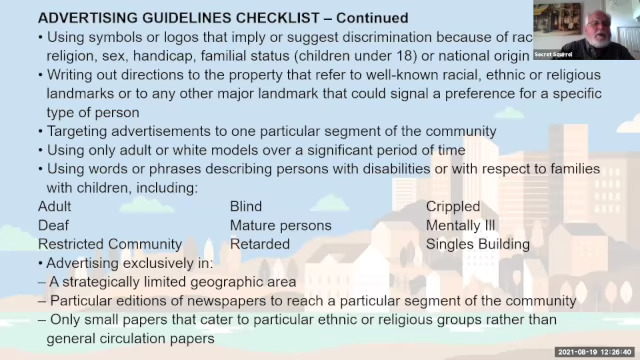 ADVERTISING GUIDELINES CHECKLIST – Continued
• Using symbols or logos that imply or suggest discrimination because of
religion, sex, handicap, familial status (children under 18) or national origin
• Writing out directions to the property that refer to well-known racial, ethnic or religious
landmarks or to any other major landmark that could signal a preference for a specific
type of person
• Targeting advertisements to one particular segment of the community
• Using only adult or white models over a significant period of time
• Using words or phrases describing persons with disabilities or with respect to families
with children, including:
Adult Blind Crippled
Deaf Mature persons Mentally Ill
Restricted Community Retarded Singles Building
• Advertising exclusively in:
– A strategically limited geographic area
– Particular editions of newspapers to reach a particular segment of the community
– Only small papers that cater to particular ethnic or religious groups rather than
general circulation papers
Secret Squirrel
2021-08-19 12:26:40